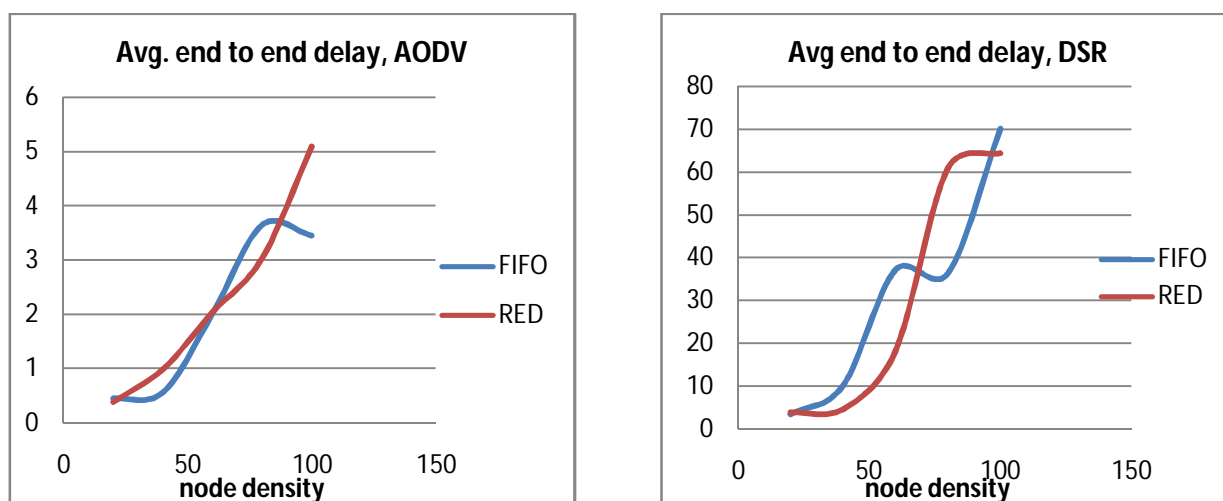 Avg. end to end delay, AODV
6
5
4
3
2
1
0
0 50 100 150
node density
FIFO
RED
Avg end to end delay, DSR
80
70
60
50
40
30
20
10
0
0 50 100 150
node density
FIFO
RED